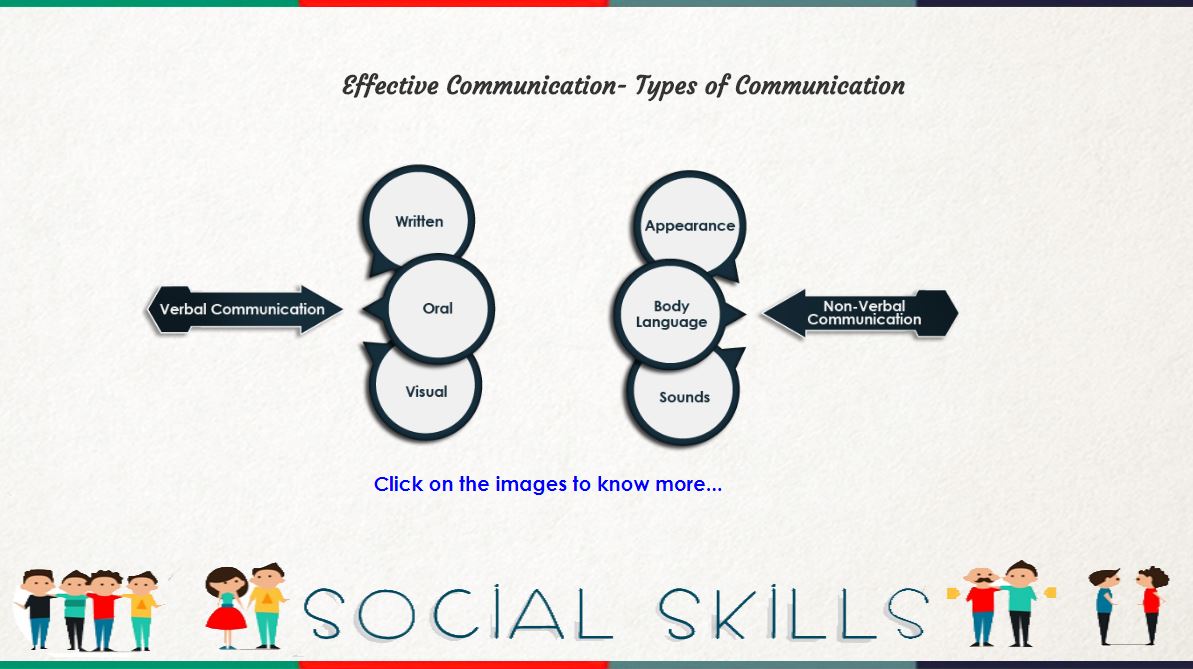 Effective Communication- Types of Communication
Written
Oral
Visual
Verbal Communication
Appearance
Body
Language
Sounds
Non-Verbal
Communication
Click on the images to know more...
SOCIAL SKILLS